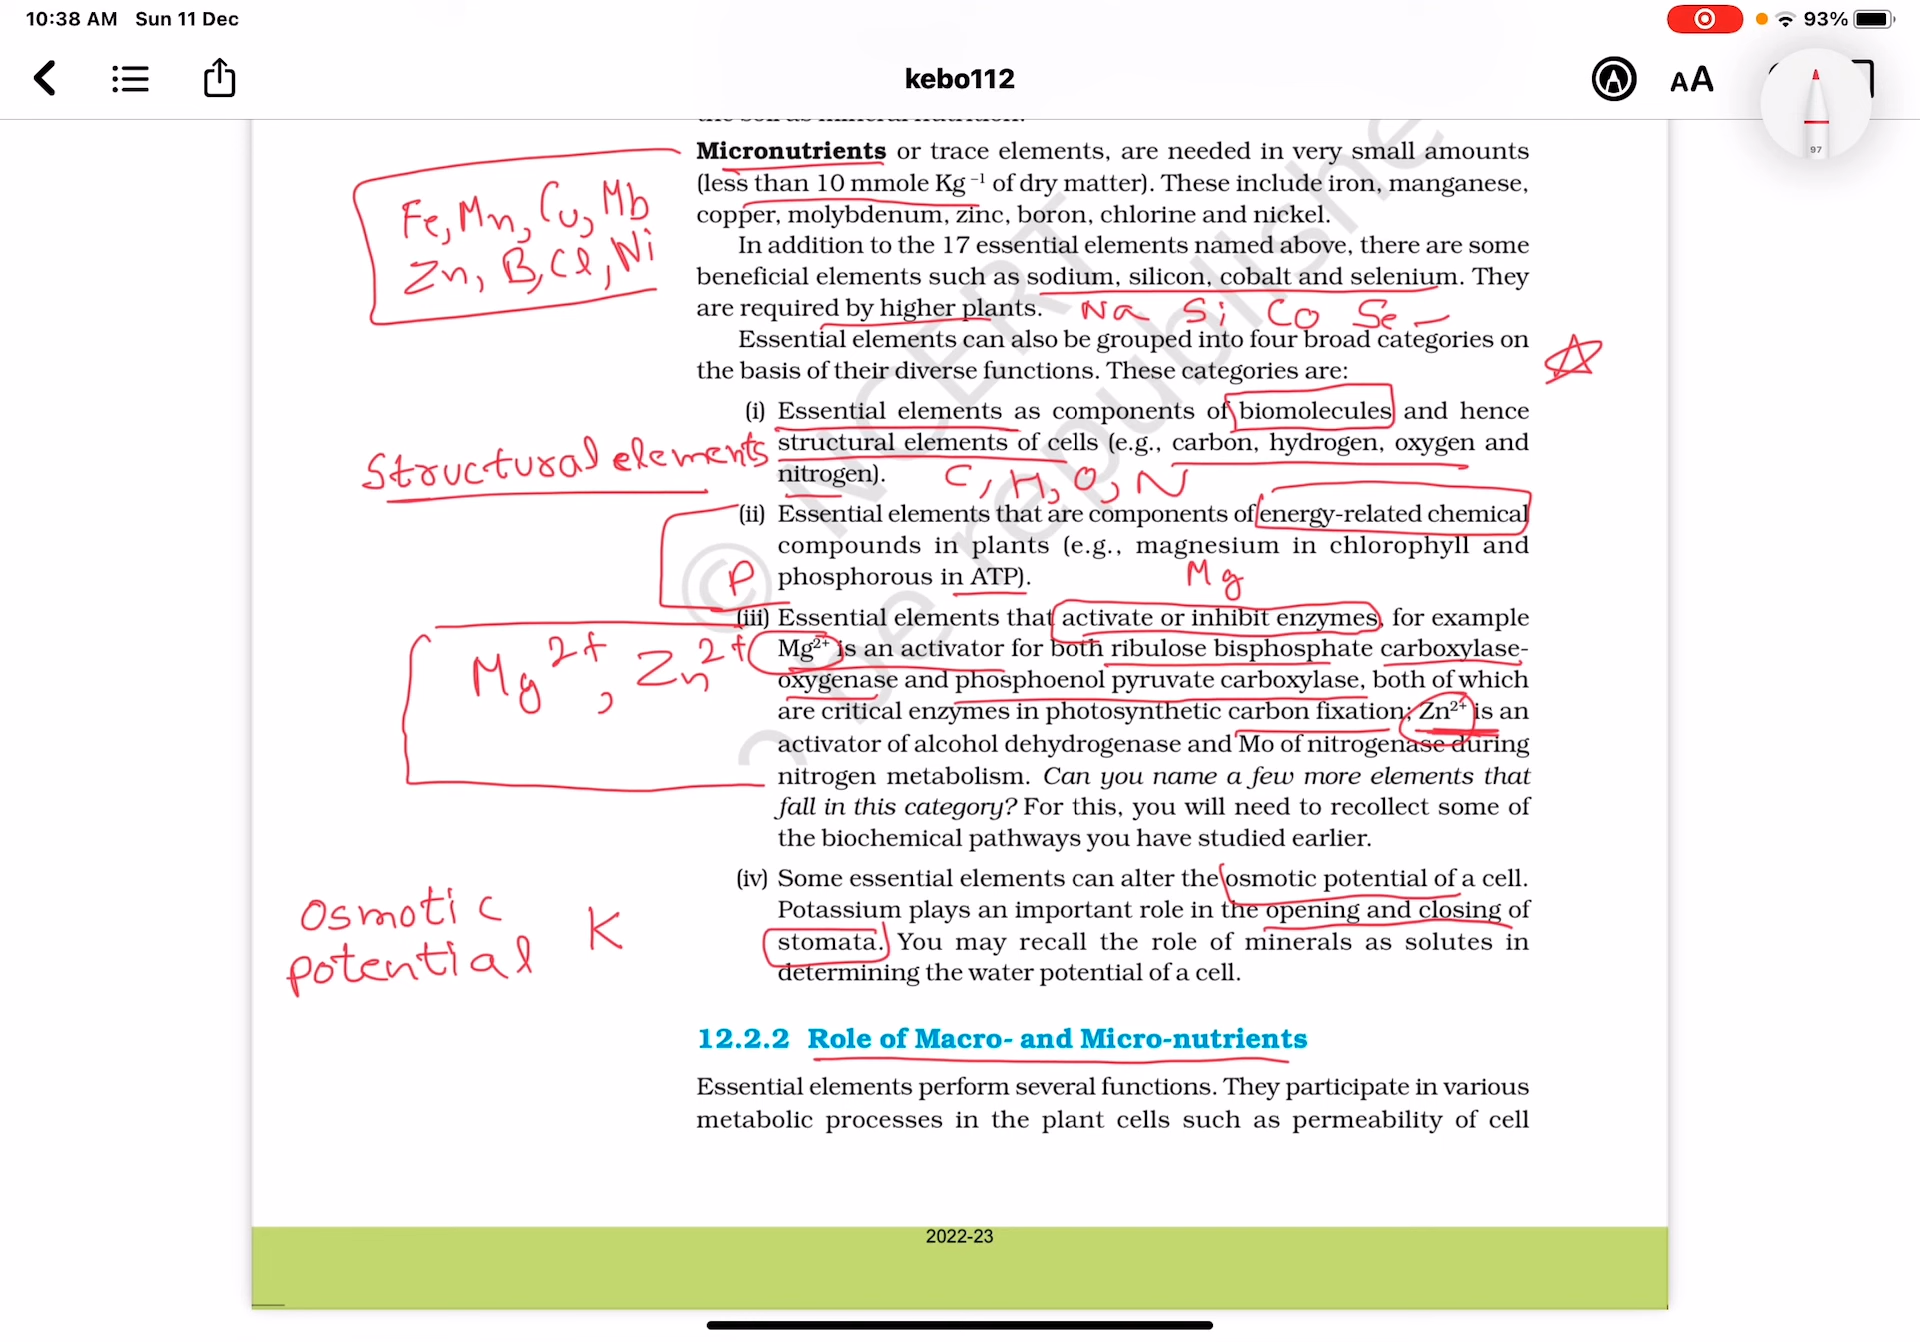 10:38 AM Sun 11 Dec
93%
kebo112
AA
97
Micronutrients or trace elements, are needed in very small amounts
(less than 10 mmole Kg⁻¹ of dry matter). These include iron, manganese,
copper, molybdenum, zinc, boron, chlorine and nickel.
Fe, Mn, Cu, Mb
Zn, B, Cl, Ni
In addition to the 17 essential elements named above, there are some
beneficial elements such as sodium, silicon, cobalt and selenium. They
are required by higher plants.
Na Si Co Se
Essential elements can also be grouped into four broad categories on
the basis of their diverse functions. These categories are:
(i) Essential elements as components of biomolecules and hence
structural elements of cells (e.g., carbon, hydrogen, oxygen and
nitrogen).
Structural elements
C, H, O, N
(ii) Essential elements that are components of energy-related chemical
compounds in plants (e.g., magnesium in chlorophyll and
phosphorous in ATP).
P
Mg
(iii) Essential elements that activate or inhibit enzymes, for example
Mg²⁺ is an activator for both ribulose bisphosphate carboxylase-
oxygenase and phosphoenol pyruvate carboxylase, both of which
are critical enzymes in photosynthetic carbon fixation; Zn²⁺ is an
activator of alcohol dehydrogenase and Mo of nitrogenase during
nitrogen metabolism. Can you name a few more elements that
fall in this category? For this, you will need to recollect some of
the biochemical pathways you have studied earlier.
Mg²⁺, Zn²⁺
(iv) Some essential elements can alter the osmotic potential of a cell.
Potassium plays an important role in the opening and closing of
stomata. You may recall the role of minerals as solutes in
determining the water potential of a cell.
Osmotic
potential
K
12.2.2 Role of Macro- and Micro-nutrients
Essential elements perform several functions. They participate in various
metabolic processes in the plant cells such as permeability of cell
2022-23
© NCERT
be republishe